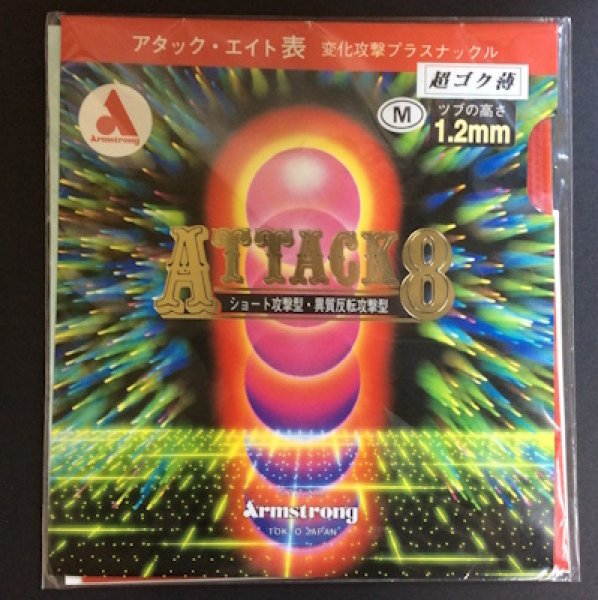 アタック・エイト表 変化攻撃プラスナックル
超ゴク薄
Armstrong
M
ツブの高さ
1.2mm
ATTACK8
ショート攻撃型・異質反転攻撃型
Armstrong
TOKYO JAPAN